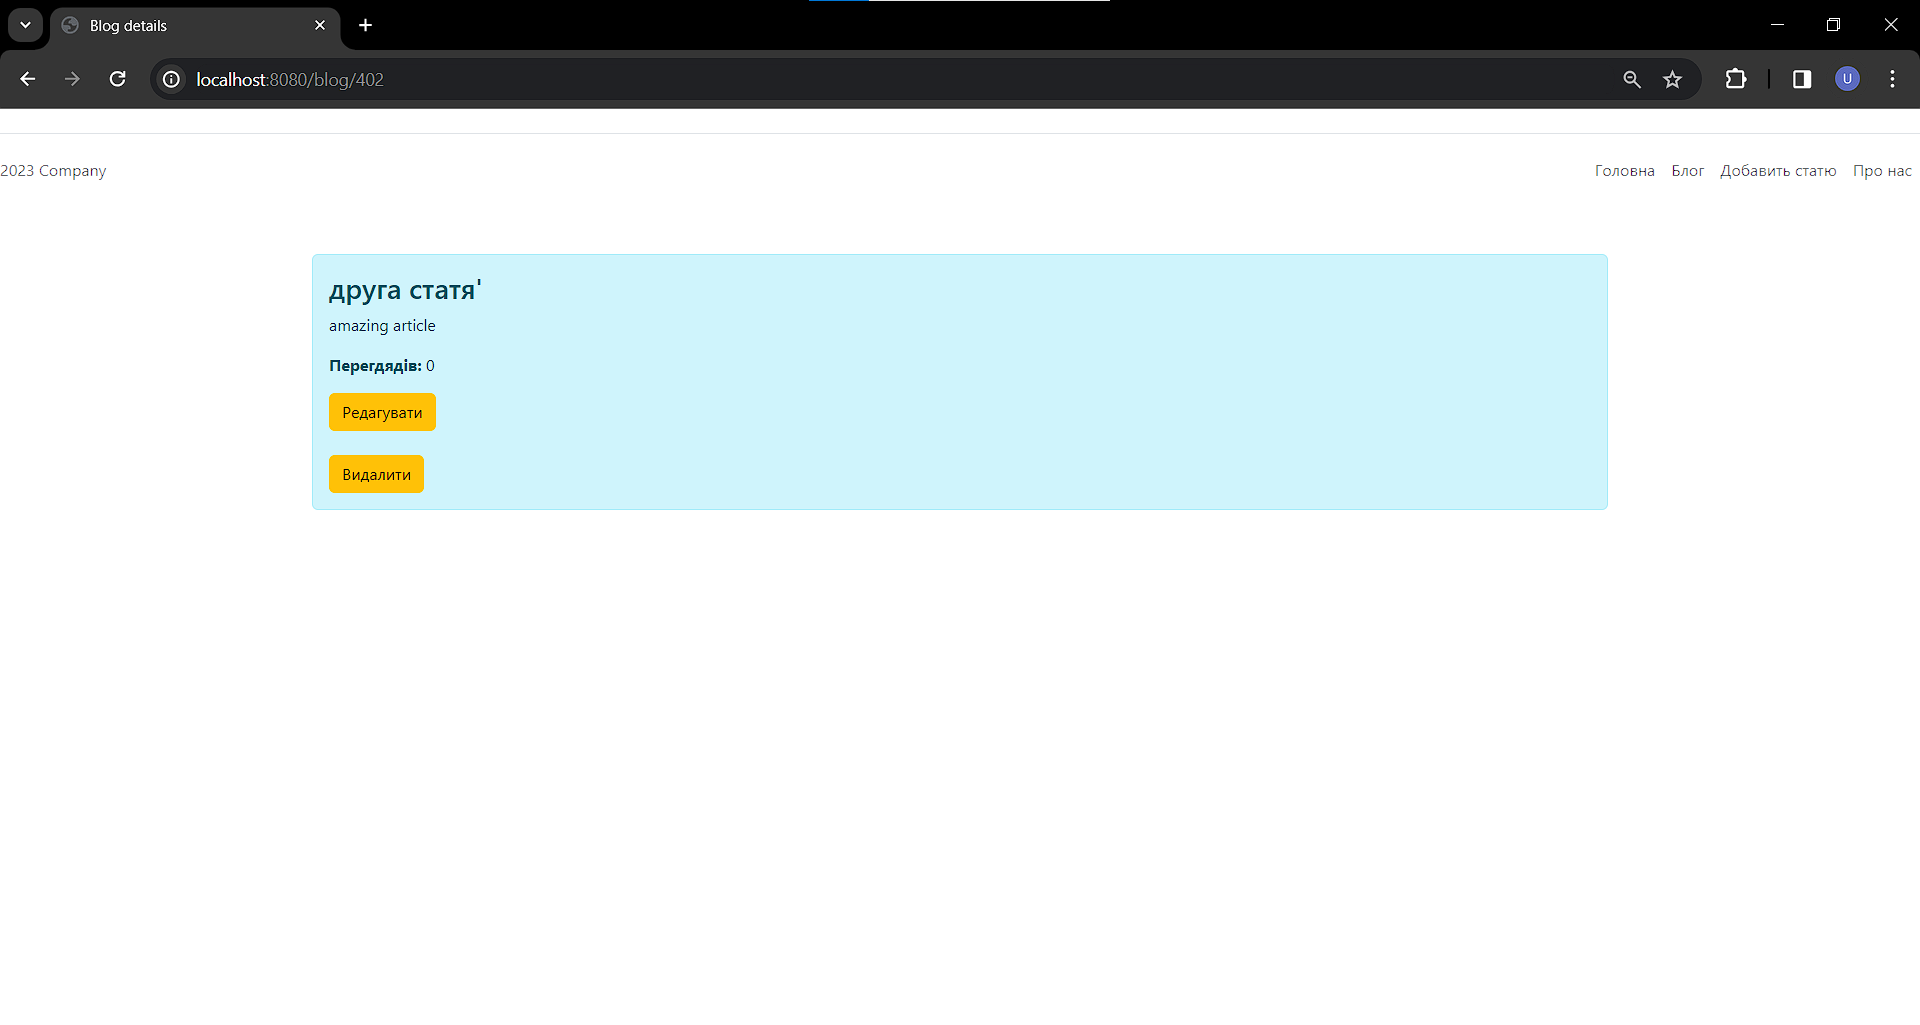 Blog details
localhost:8080/blog/402
U
2023 Company
Головна Блог Добавить статю Про нас
друга статя'
amazing article
Перегдядів: 0
Редагувати
Видалити